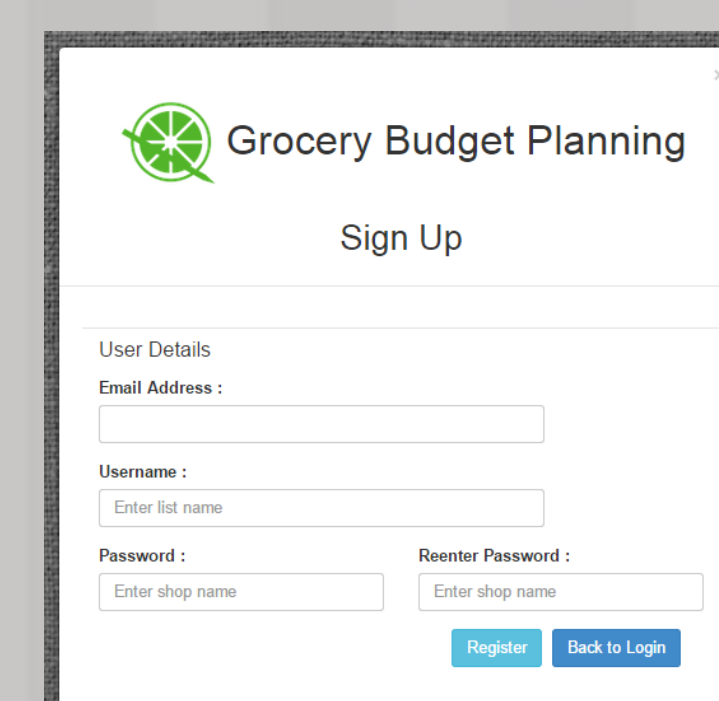 ×
Grocery Budget Planning
Sign Up
User Details
Email Address :
Username :
Enter list name
Password : Reenter Password :
Enter shop name Enter shop name
Register Back to Login